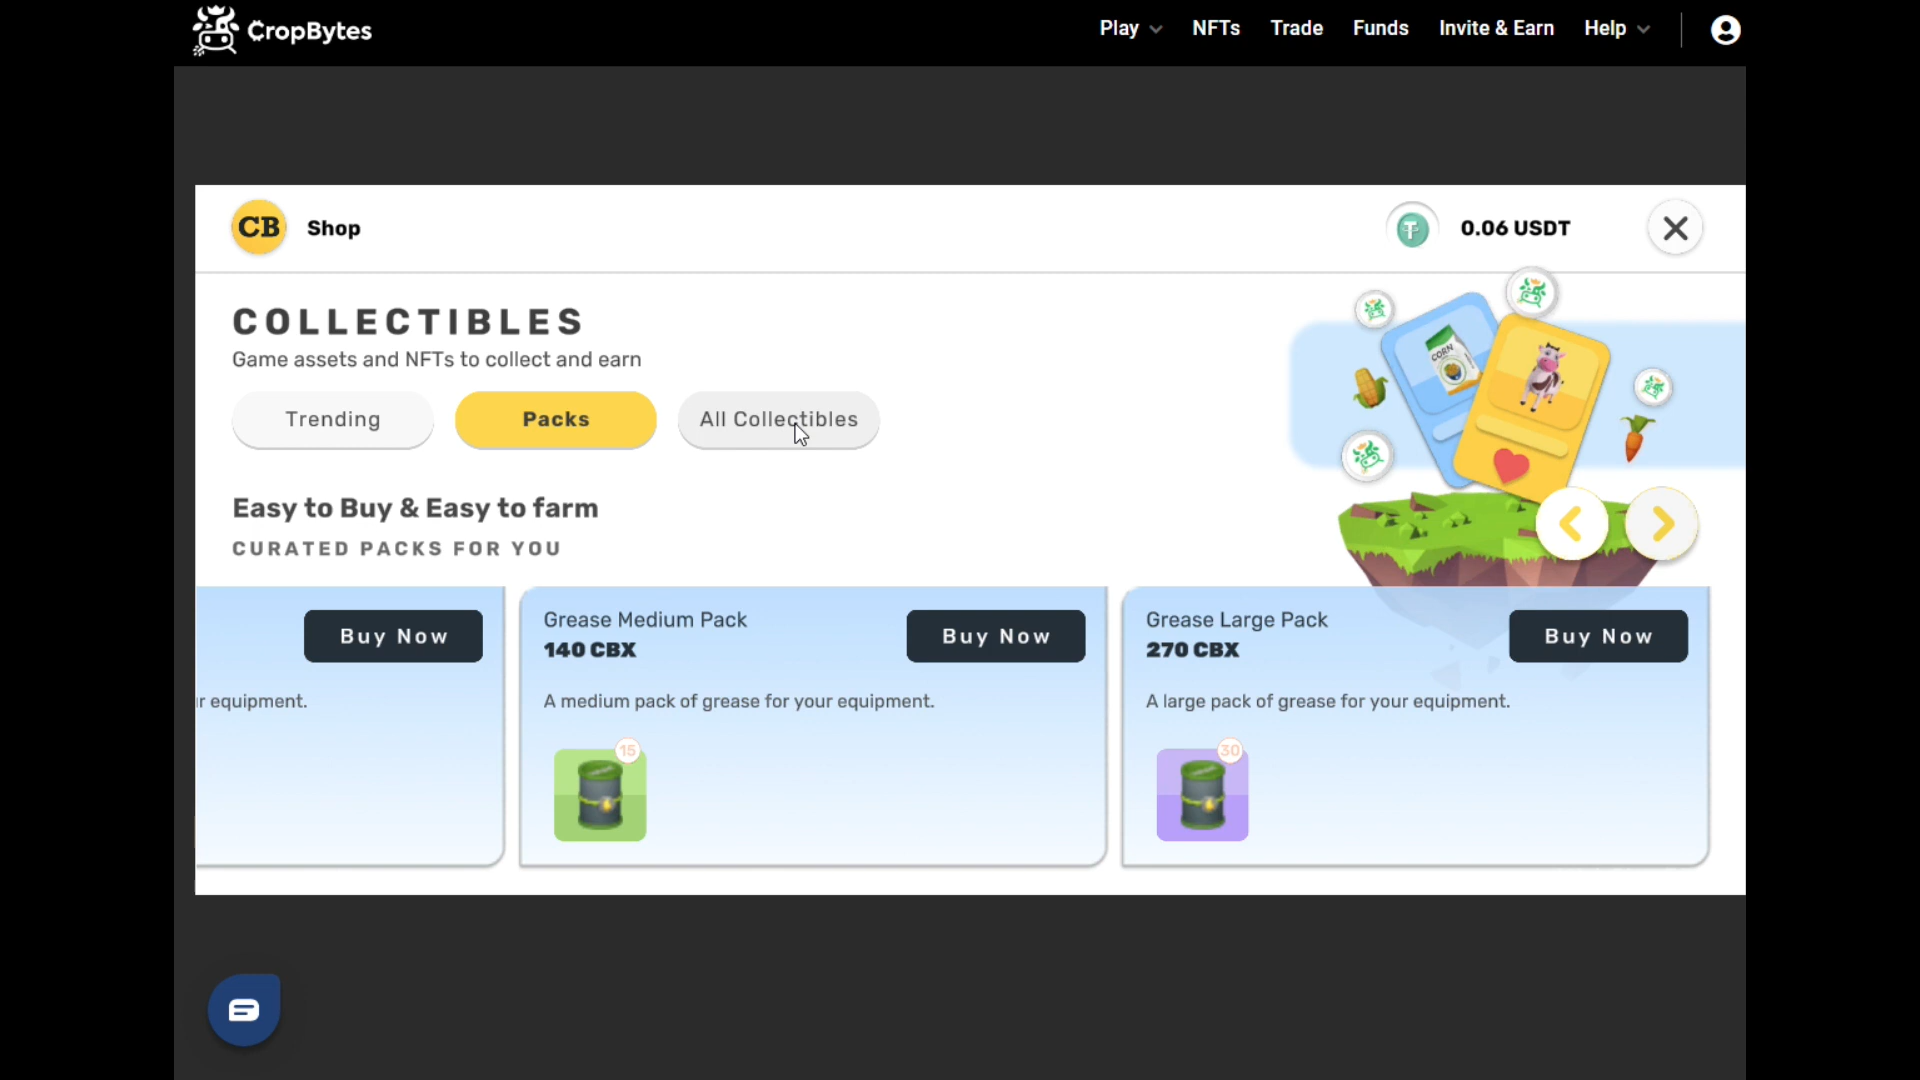 CropBytes
Play
NFTs
Trade
Funds
Invite & Earn
Help
CB
Shop
0.06 USDT
COLLECTIBLES
Game assets and NFTs to collect and earn
Trending
Packs
All Collectibles
CORN
Easy to Buy & Easy to farm
CURATED PACKS FOR YOU
Buy Now
r equipment.
Grease Medium Pack
140 CBX
Buy Now
A medium pack of grease for your equipment.
15
Grease Large Pack
270 CBX
Buy Now
A large pack of grease for your equipment.
30